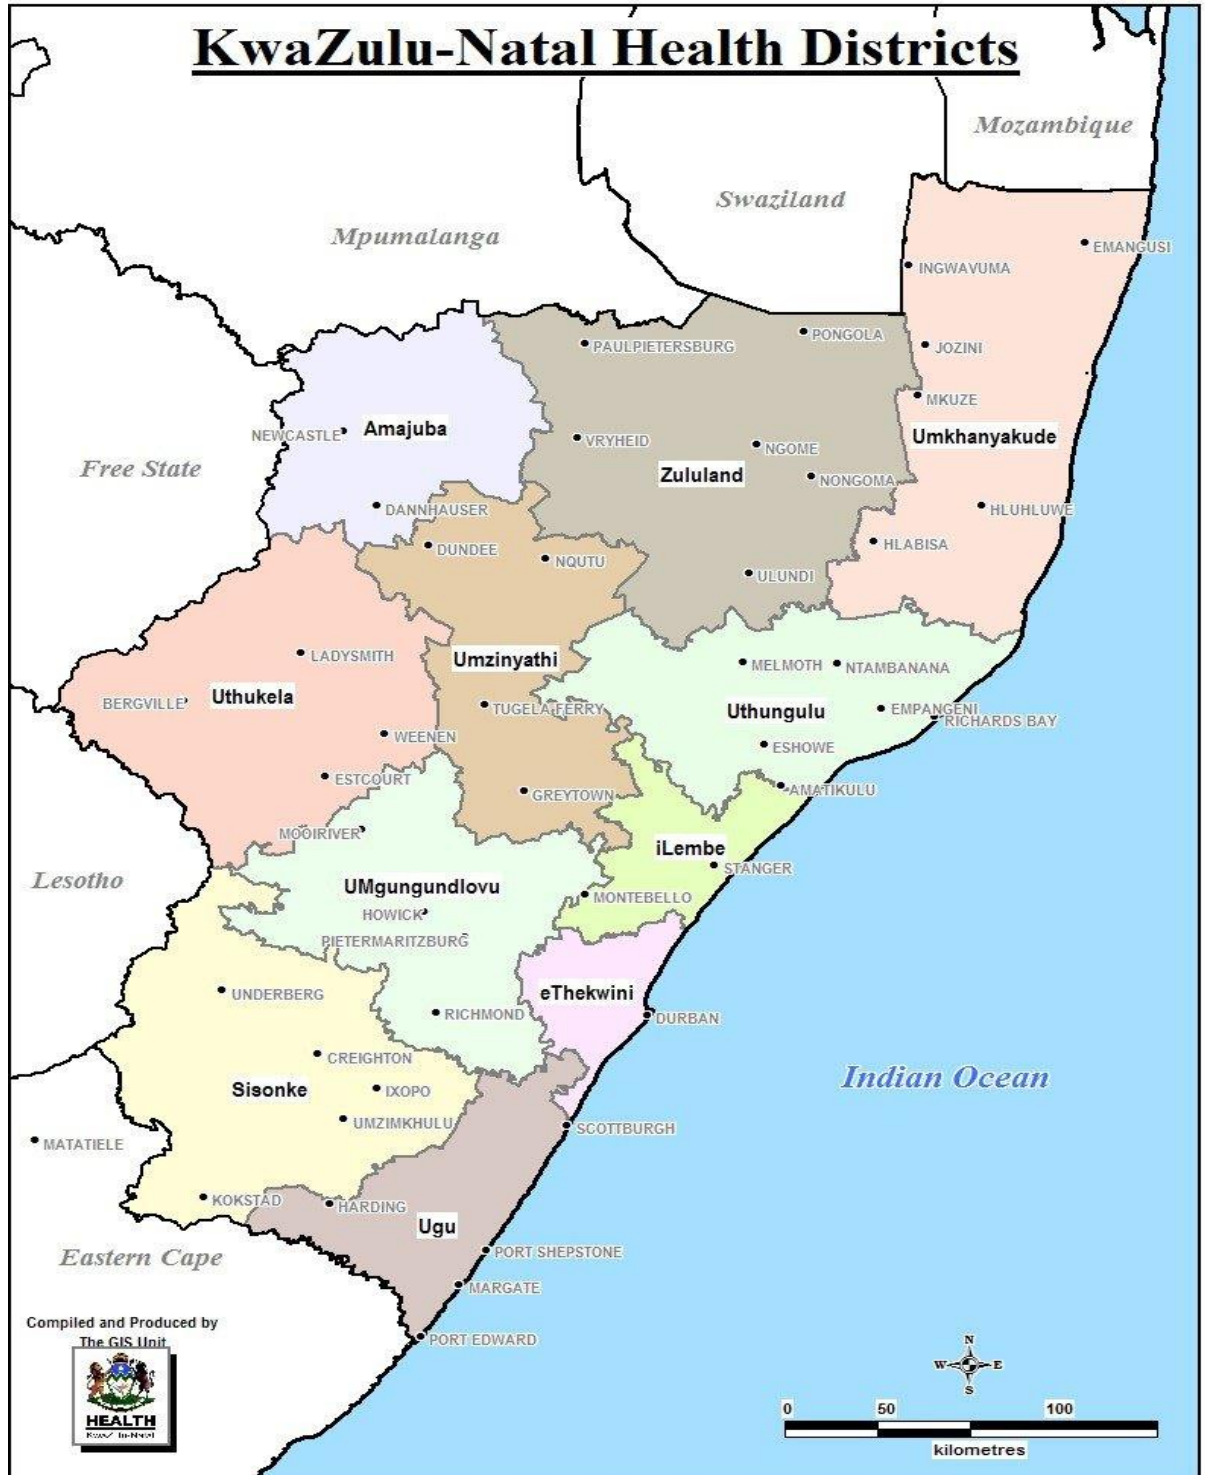 KwaZulu-Natal Health Districts
Mozambique
Swaziland
Mpumalanga
EMANGUSI
INGWAVUMA
PONGOLA
PAULPIETERSBURG
JOZINI
MKUZE
Amajuba
NEWCASTLE
VRYHEID
NGOME
Umkhanyakude
Free State
Zululand
NONGOMA
DANNHAUSER
HLUHLUWE
DUNDEE
NQUTU
HLABISA
ULUNDI
LADYSMITH
Umzinyathi
MELMOTH
NTAMBANANA
BERGVILLE
Uthukela
TUGELA FERRY
Uthungulu
EMPANGENI
RICHARDS BAY
WEENEN
ESHOWE
ESTCOURT
GREYTOWN
AMATIKULU
MOOIRIVER
iLembe
STANGER
Lesotho
UMgungundlovu
MONTEBELLO
HOWICK
PIETERMARITZBURG
UNDERBERG
eThekwini
RICHMOND
DURBAN
CREIGHTON
Sisonke
IXOPO
Indian Ocean
UMZIMKHULU
SCOTTBURGH
MATATIELE
KOKSTAD
HARDING
Ugu
Eastern Cape
PORT SHEPSTONE
MARGATE
PORT EDWARD
Compiled and Produced by
The GIS Unit
HEALTH
KwaZulu-Natal
N
W E
S
0 50 100
kilometres